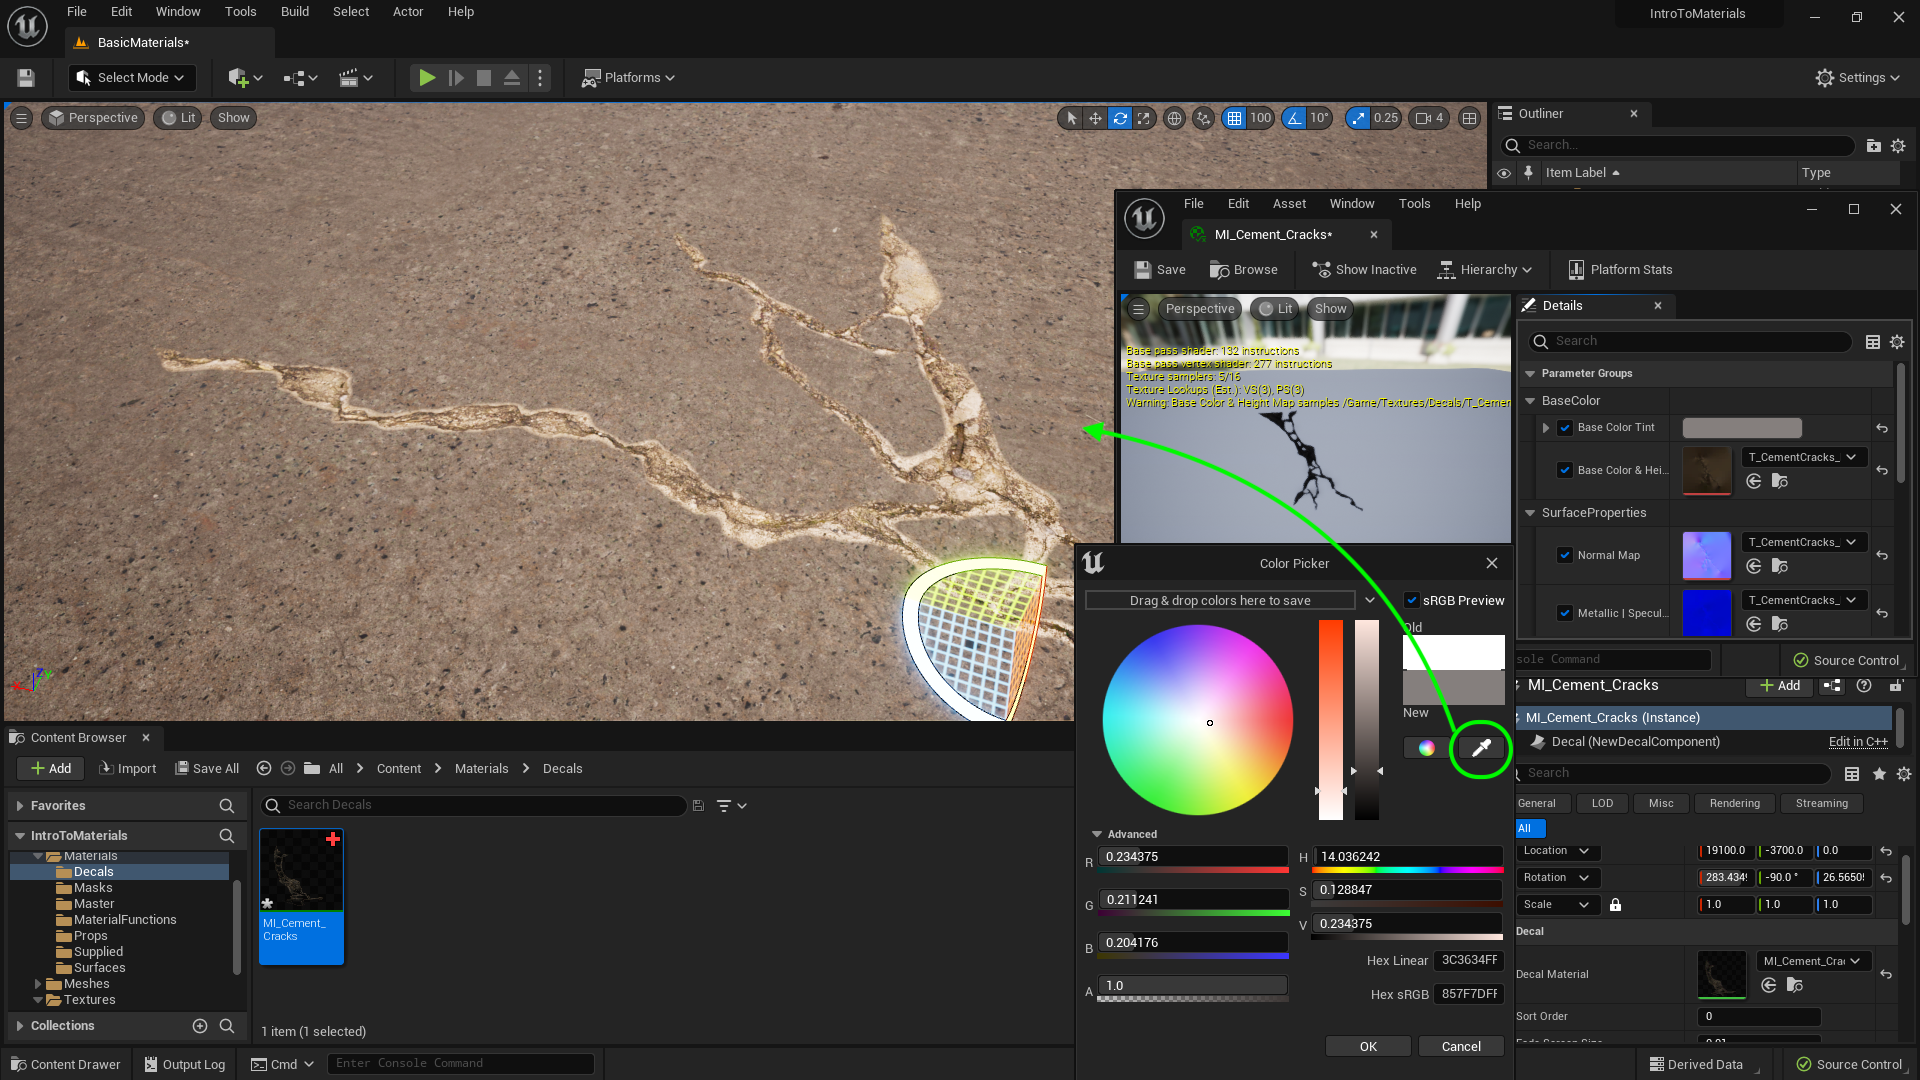 File Edit Window Tools Build Select Actor Help
IntroToMaterials
BasicMaterials*
Select Mode
Platforms
Settings
Perspective
Lit
Show
100
10°
0.25
4
Outliner
Search...
Item Label
Type
File Edit Asset Window Tools Help
MI_Cement_Cracks*
Save
Browse
Show Inactive
Hierarchy
Platform Stats
Perspective
Lit
Show
Base pass shader: 132 instructions
Base pass vertex shader: 277 instructions
Texture samplers: 5/16
Texture Lookups (Est.): VS(3), PS(3)
Warning: Base Color & Height Map samples /Game/Textures/Decals/T_Cemen
Details
Search
Parameter Groups
BaseColor
Base Color Tint
Base Color & Hei...
T_CementCracks_
SurfaceProperties
Normal Map
T_CementCracks_
Metallic | Specul...
T_CementCracks_
Source Control
Color Picker
Drag & drop colors here to save
sRGB Preview
Old
New
Advanced
R 0.234375
G 0.211241
B 0.204176
A 1.0
H 14.036242
S 0.128847
V 0.234375
Hex Linear 3C3634FF
Hex sRGB 857F7DFF
OK
Cancel
Command
MI_Cement_Cracks
Add
MI_Cement_Cracks (Instance)
Decal (NewDecalComponent)
Edit in C++
Search
General
LOD
Misc
Rendering
Streaming
All
Location 19100.0 -3700.0 0.0
Rotation 283.434 -90.0 ° 26.5650
Scale 1.0 1.0 1.0
Decal
Decal Material
MI_Cement_Crac
Sort Order 0
Content Browser
Add
Import
Save All
All
Content
Materials
Decals
Favorites
Search Decals
IntroToMaterials
Materials
Decals
Masks
Master
MaterialFunctions
Props
Supplied
Surfaces
Meshes
Textures
Collections
MI_Cement_
Cracks
1 item (1 selected)
Content Drawer
Output Log
Cmd
Enter Console Command
Derived Data
Source Control